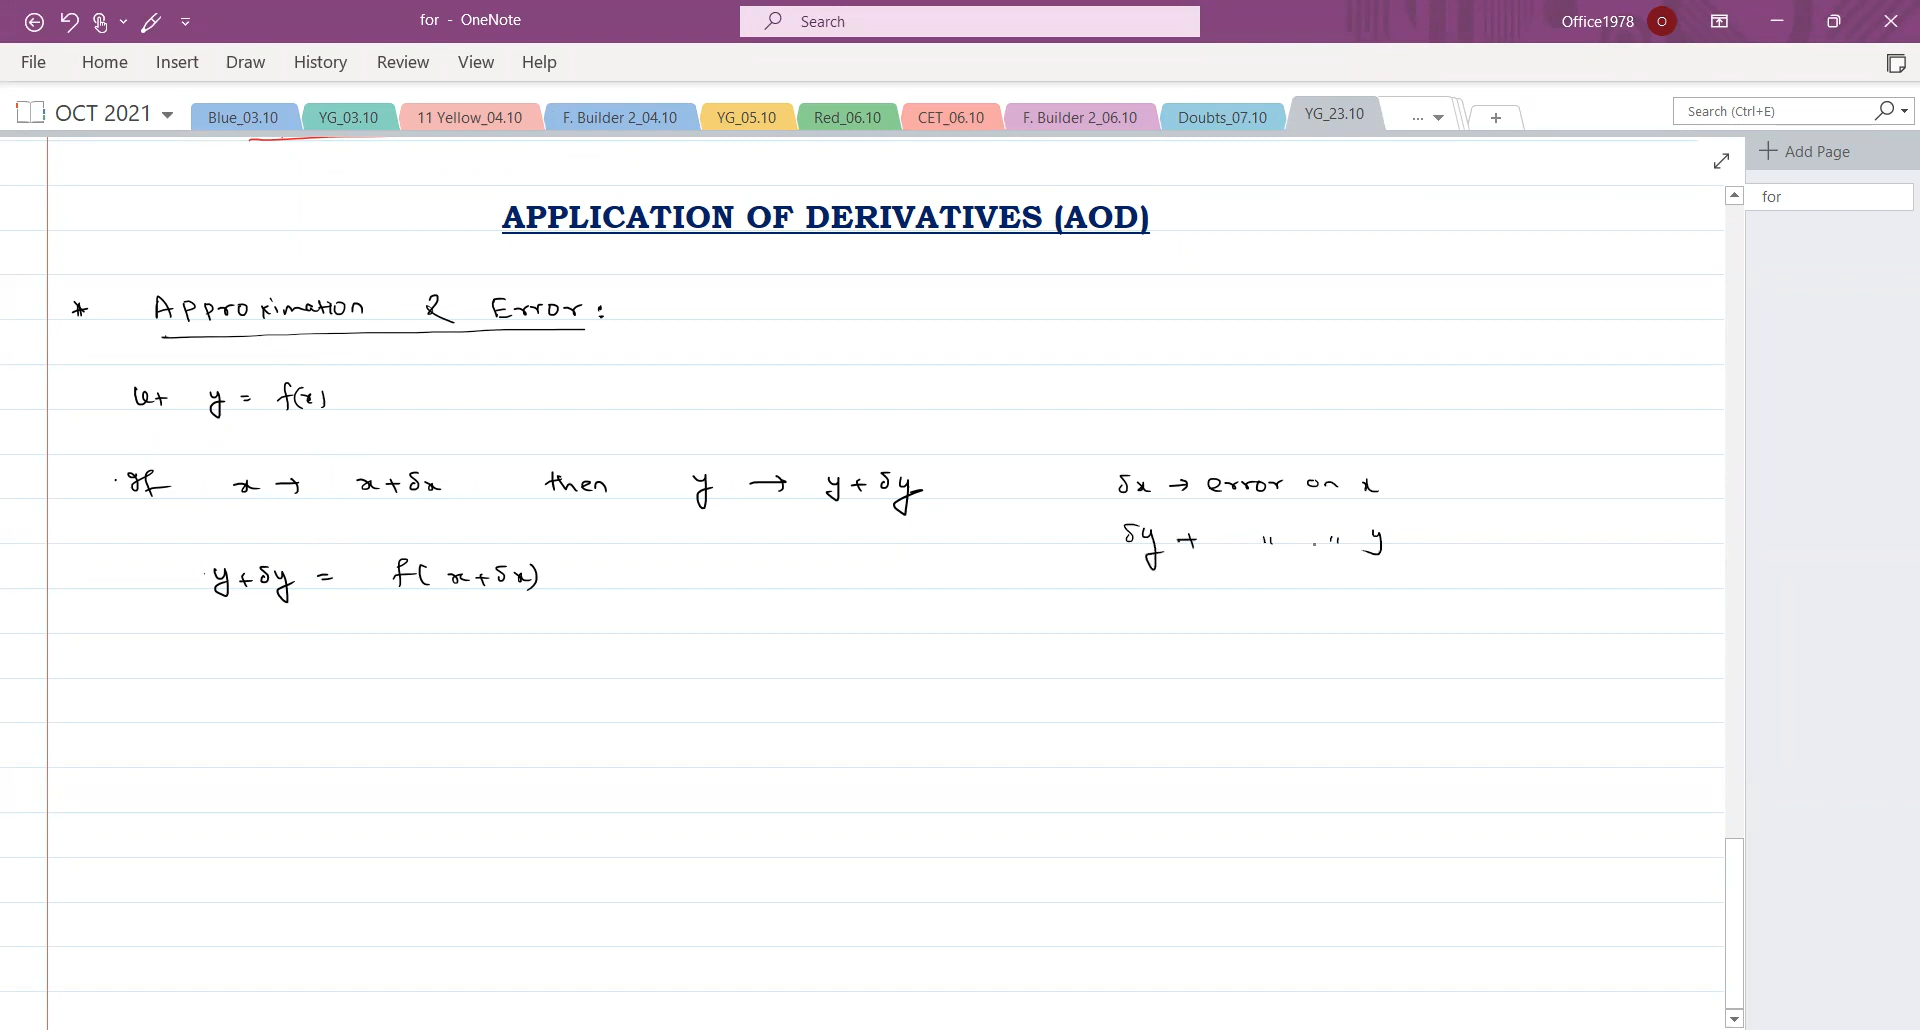 for - OneNote
Search
Office1978
O
File Home Insert Draw History Review View Help
OCT 2021
Blue_03.10 YG_03.10 11 Yellow_04.10 F. Builder 2_04.10 YG_05.10 Red_06.10 CET_06.10 F. Builder 2_06.10 Doubts_07.10 YG_23.10 ... +
Search (Ctrl+E)
Add Page
for
APPLICATION OF DERIVATIVES (AOD)
* Approximation & Error :
let y = f(x)
If x → x + δx then y → y + δy
δx → error on x
δy → " " y
y + δy = f( x + δx)